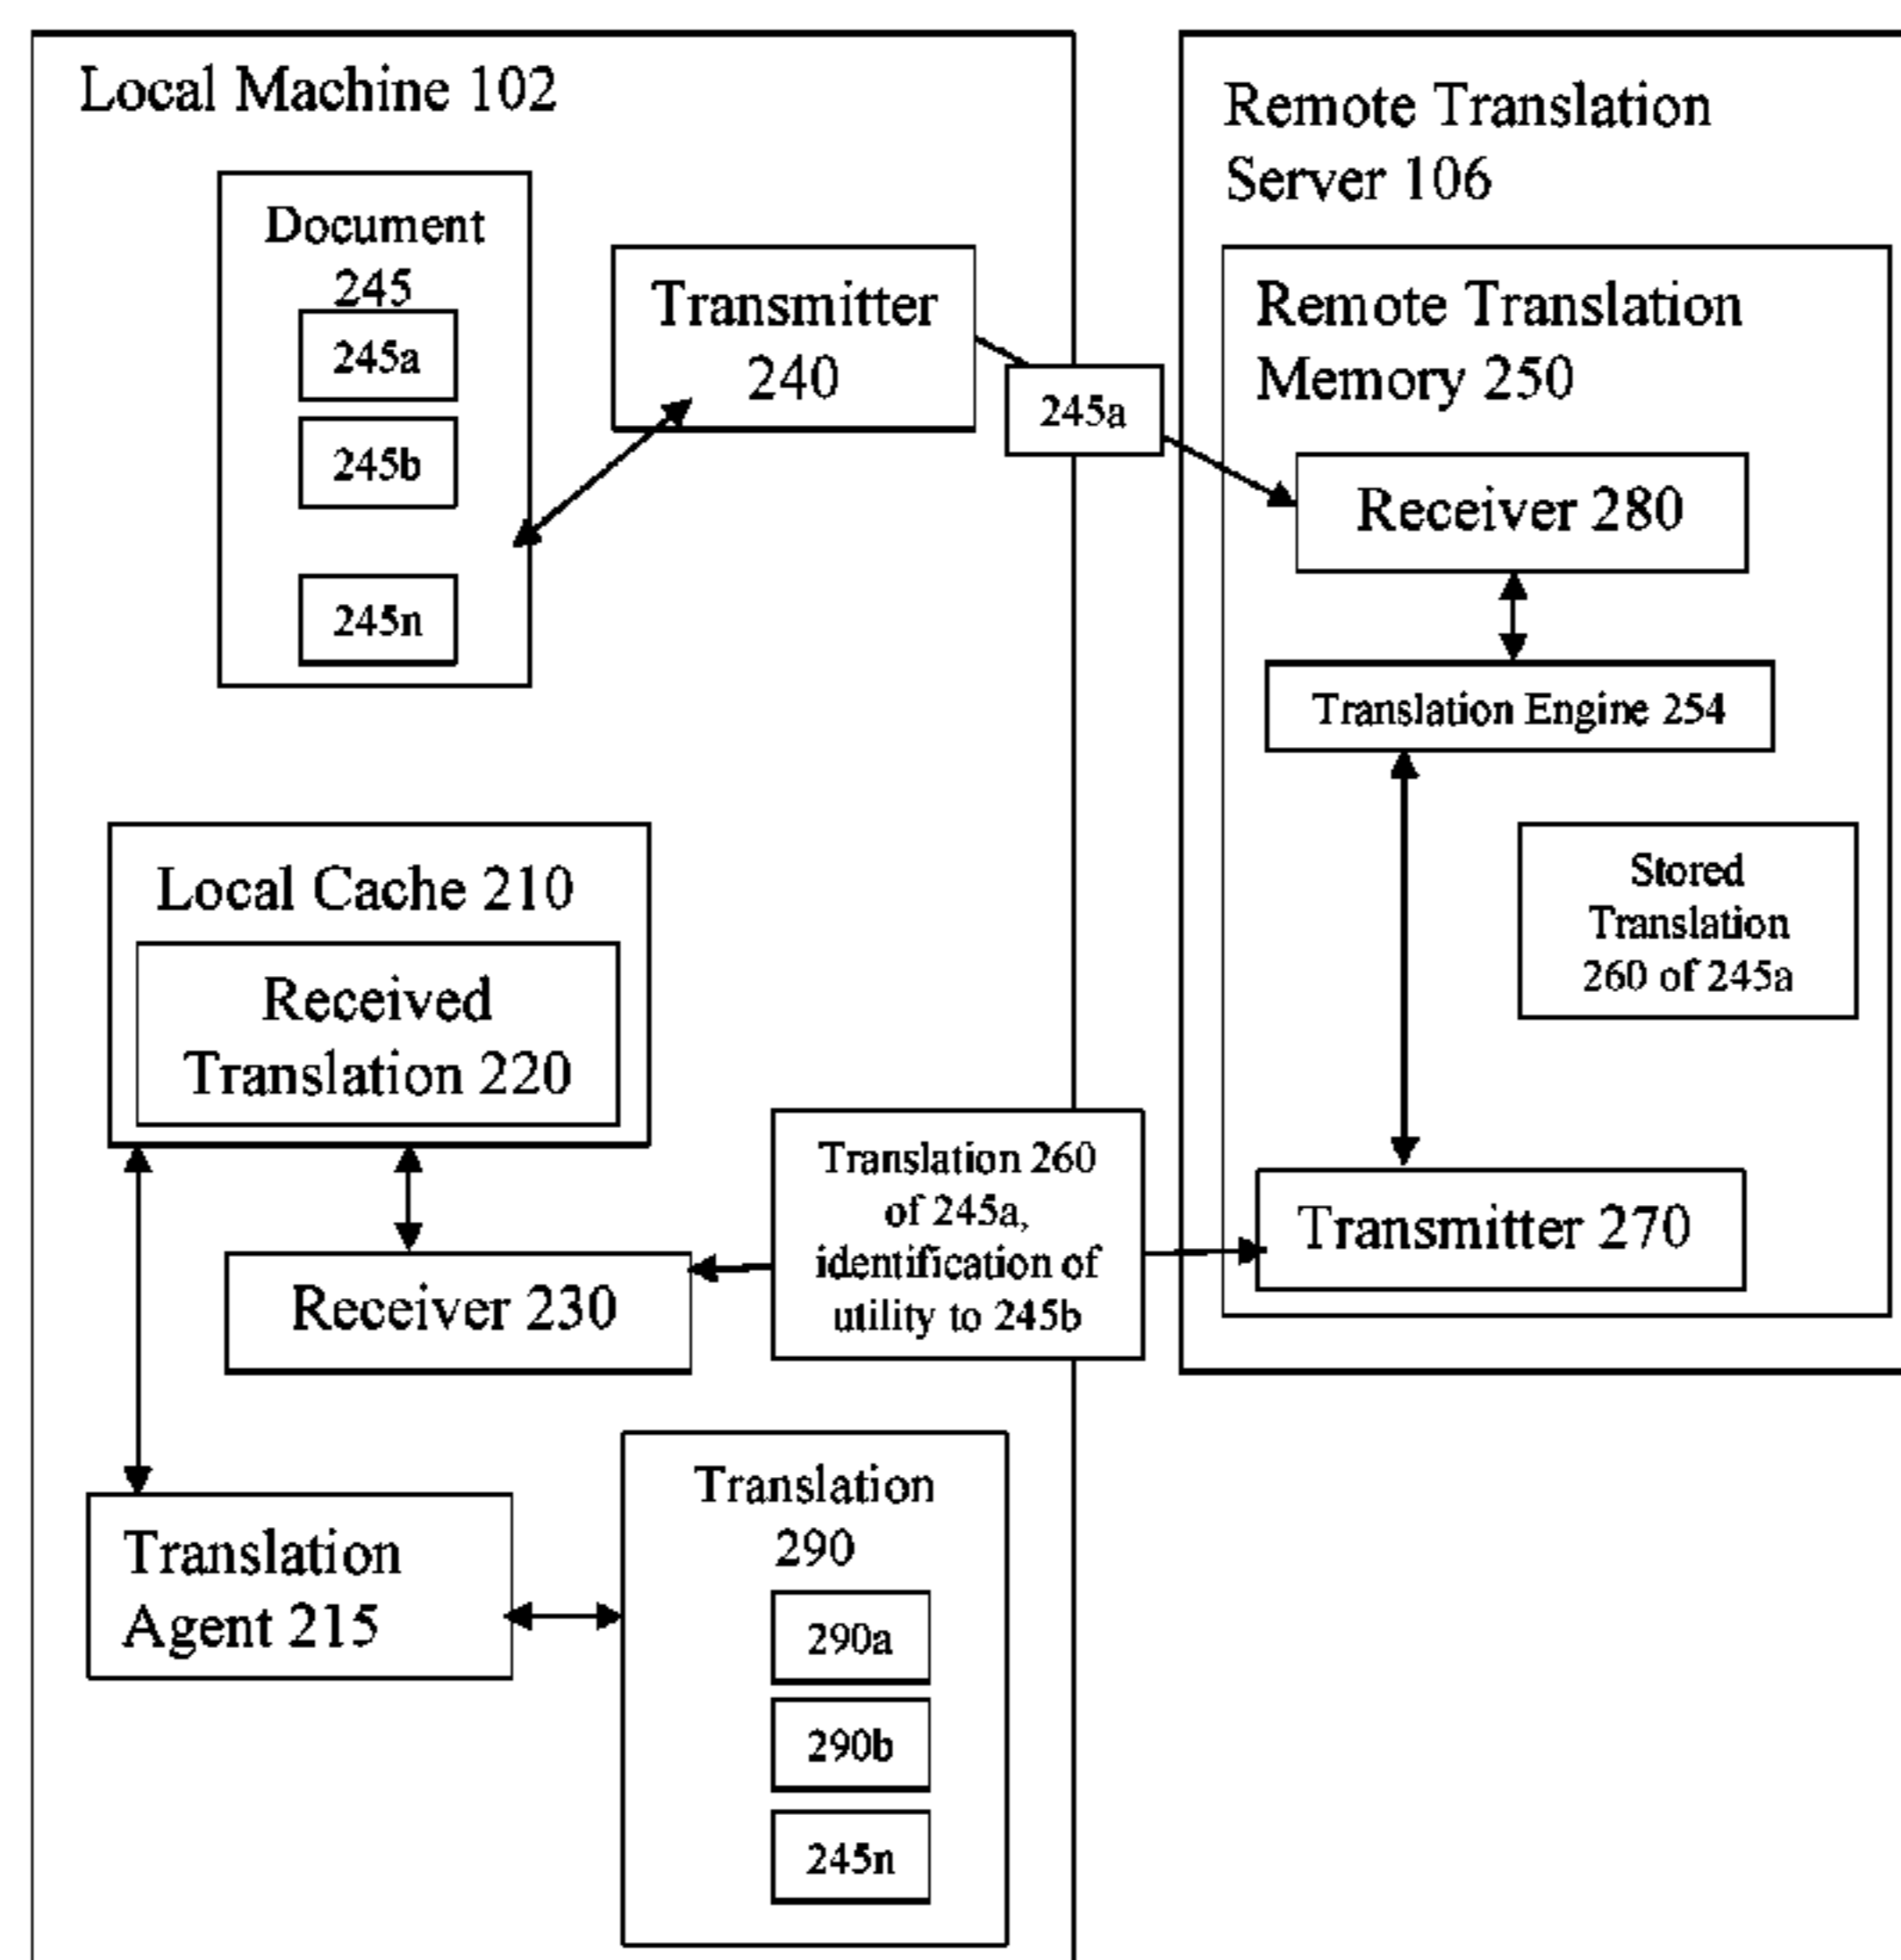 Local Machine 102
Document
245
245a
245b
245n
Transmitter
240
245a
Remote Translation
Server 106
Remote Translation
Memory 250
Receiver 280
Translation Engine 254
Stored
Translation
260 of 245a
Transmitter 270
Local Cache 210
Received
Translation 220
Translation 260
of 245a,
identification of
utility to 245b
Receiver 230
Translation
Agent 215
Translation
290
290a
290b
245n